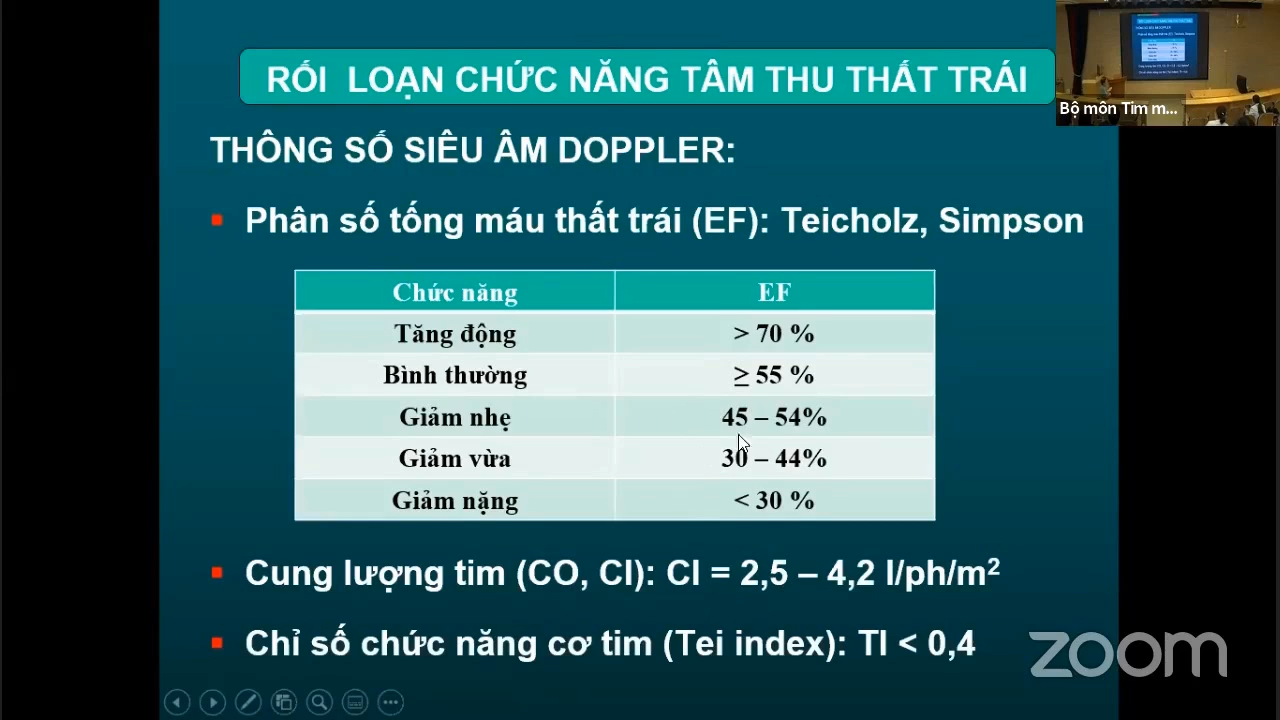 RỐI LOẠN CHỨC NĂNG TÂM THU THẤT TRÁI
Bộ môn Tim m...
THÔNG SỐ SIÊU ÂM DOPPLER:
Phân số tống máu thất trái (EF): Teicholz, Simpson
Chức năng EF
Tăng động > 70 %
Bình thường ≥ 55 %
Giảm nhẹ 45 – 54%
Giảm vừa 30 – 44%
Giảm nặng < 30 %
Cung lượng tim (CO, CI): CI = 2,5 – 4,2 l/ph/m²
Chỉ số chức năng cơ tim (Tei index): TI < 0,4
zoom